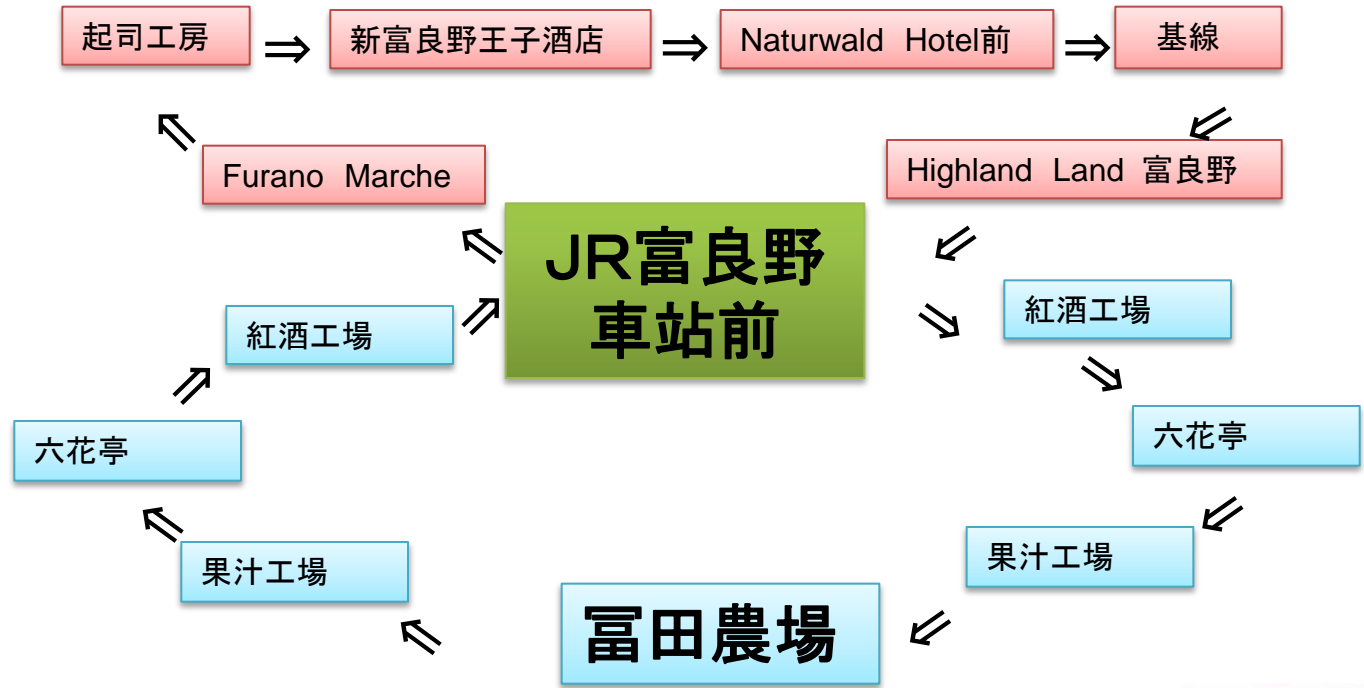 起司工房 ⇒ 新富良野王子酒店 ⇒ Naturwald Hotel前 ⇒ 基線
Furano Marche
Highland Land 富良野
JR富良野
車站前
紅酒工場
紅酒工場
六花亭
六花亭
果汁工場
果汁工場
冨田農場